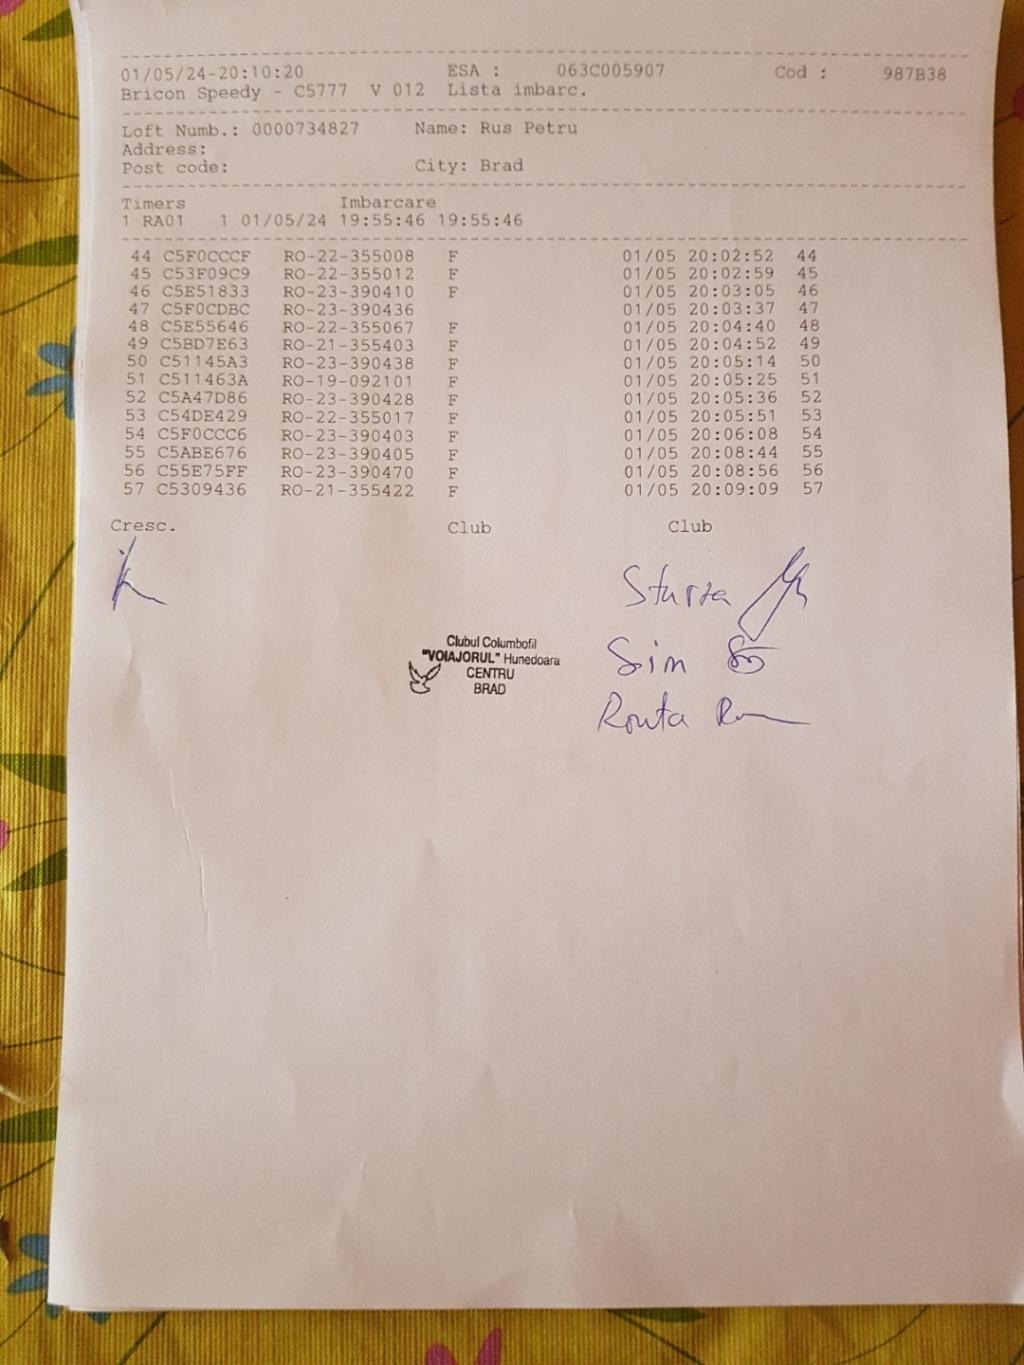 01/05/24-20:10:20 ESA : 063C005907 Cod : 987B38
Bricon Speedy - C5777 V 012 Lista imbarc.
Loft Numb.: 0000734827 Name: Rus Petru
Address:
Post code: City: Brad
Timers Imbarcare
1 RA01 1 01/05/24 19:55:46 19:55:46
44 C5F0CCCF RO-22-355008 F 01/05 20:02:52 44
45 C53F09C9 RO-22-355012 F 01/05 20:02:59 45
46 C5E51833 RO-23-390410 F 01/05 20:03:05 46
47 C5F0CDBC RO-23-390436 01/05 20:03:37 47
48 C5E55646 RO-22-355067 F 01/05 20:04:40 48
49 C5BD7E63 RO-21-355403 F 01/05 20:04:52 49
50 C51145A3 RO-23-390438 F 01/05 20:05:14 50
51 C511463A RO-19-092101 F 01/05 20:05:25 51
52 C5A47D86 RO-23-390428 F 01/05 20:05:36 52
53 C54DE429 RO-22-355017 F 01/05 20:05:51 53
54 C5F0CCC6 RO-23-390403 F 01/05 20:06:08 54
55 C5ABE676 RO-23-390405 F 01/05 20:08:44 55
56 C55E75FF RO-23-390470 F 01/05 20:08:56 56
57 C5309436 RO-21-355422 F 01/05 20:09:09 57
Cresc. Club Club
Sturza
Clubul Columbofil
"VOIAJORUL" Hunedoara
CENTRU
BRAD
Sim